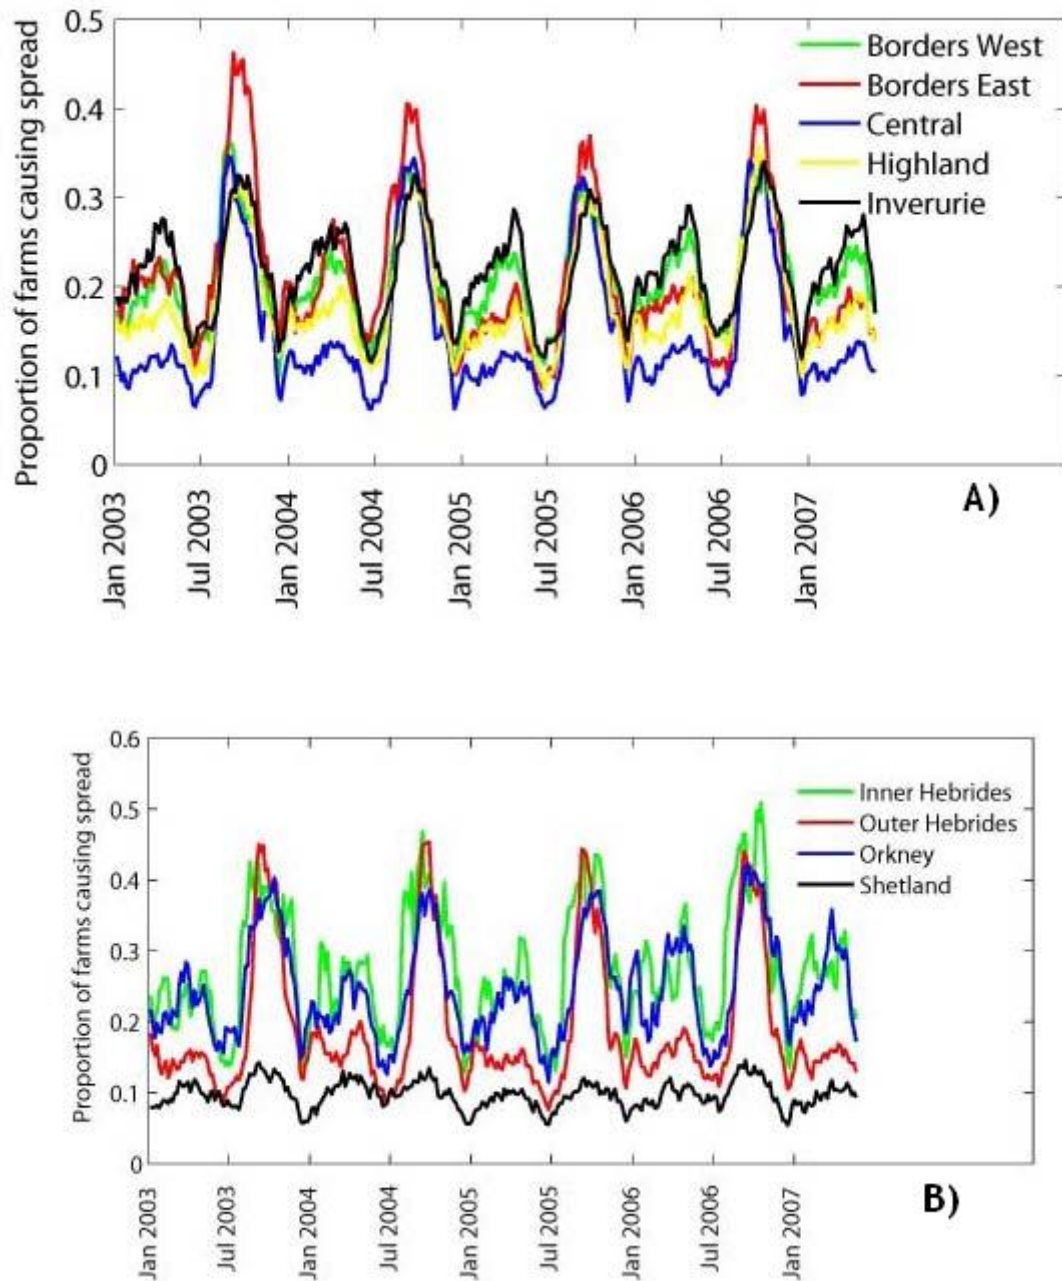 Proportion of farms causing spread
0.5
0.4
0.3
0.2
0.1
0
Borders West
Borders East
Central
Highland
Inverurie
Jan 2003
Jul 2003
Jan 2004
Jul 2004
Jan 2005
Jul 2005
Jan 2006
Jul 2006
Jan 2007
A)
Proportion of farms causing spread
0.6
0.5
0.4
0.3
0.2
0.1
0
Inner Hebrides
Outer Hebrides
Orkney
Shetland
Jan 2003
Jul 2003
Jan 2004
Jul 2004
Jan 2005
Jul 2005
Jan 2006
Jul 2006
Jan 2007
B)